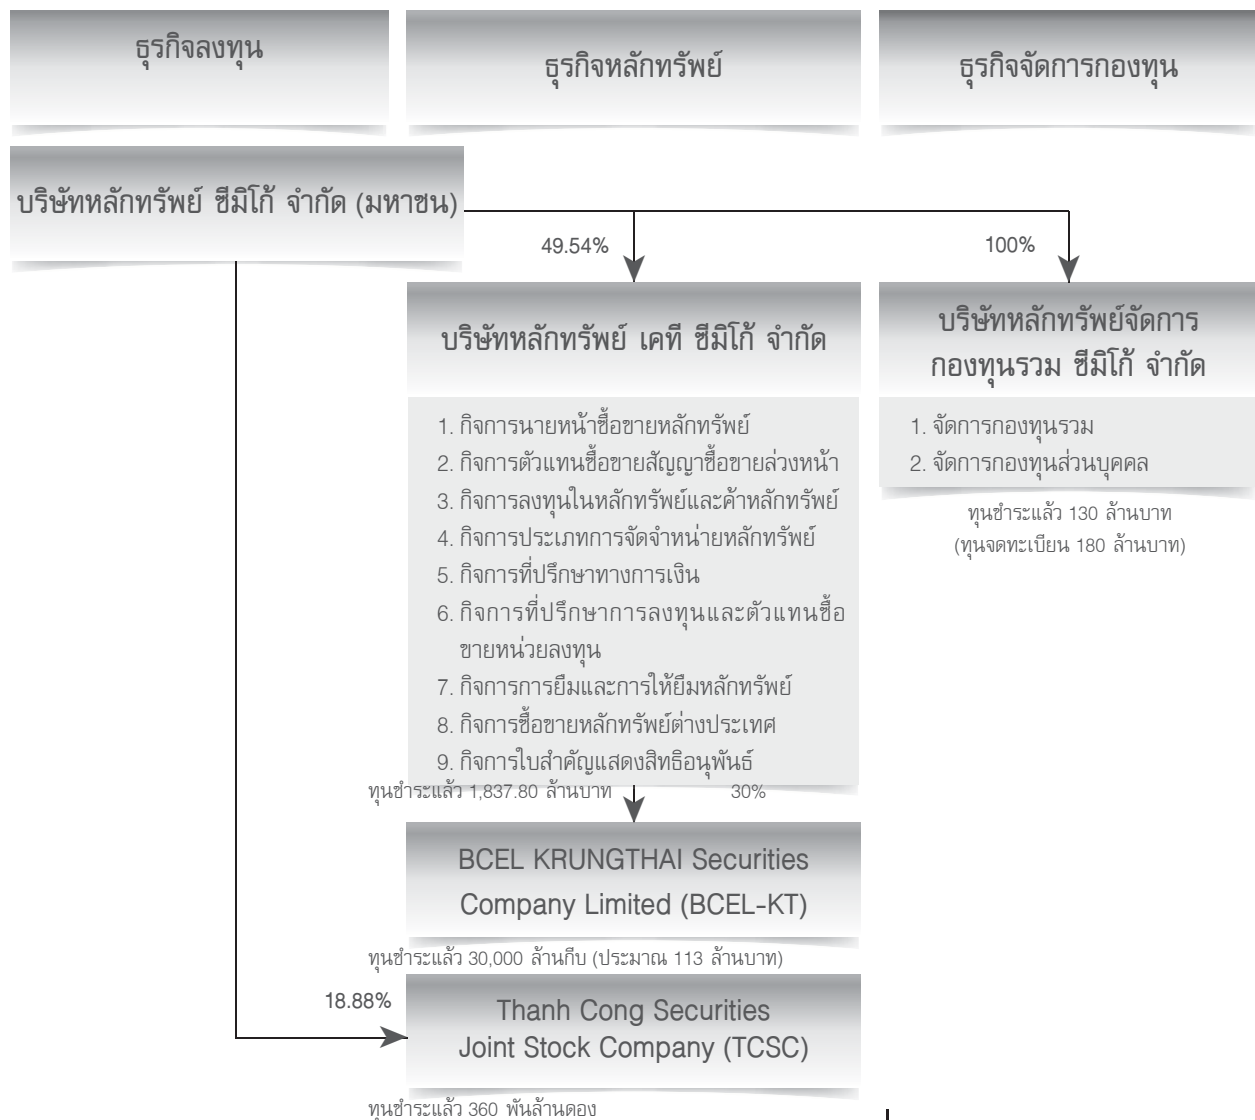 ธุรกิจลงทุน
ธุรกิจหลักทรัพย์
ธุรกิจจัดการกองทุน
บริษัทหลักทรัพย์ ซีมิโก้ จำกัด (มหาชน)
49.54%
100%
บริษัทหลักทรัพย์ เคที ซีมิโก้ จำกัด
1. กิจการนายหน้าซื้อขายหลักทรัพย์
2. กิจการตัวแทนซื้อขายสัญญาซื้อขายล่วงหน้า
3. กิจการลงทุนในหลักทรัพย์และค้าหลักทรัพย์
4. กิจการประเภทการจัดจำหน่ายหลักทรัพย์
5. กิจการที่ปรึกษาทางการเงิน
6. กิจการที่ปรึกษาการลงทุนและตัวแทนซื้อ
ขายหน่วยลงทุน
7. กิจการการยืมและการให้ยืมหลักทรัพย์
8. กิจการซื้อขายหลักทรัพย์ต่างประเทศ
9. กิจการใบสำคัญแสดงสิทธิอนุพันธ์
ทุนชำระแล้ว 1,837.80 ล้านบาท
30%
บริษัทหลักทรัพย์จัดการ
กองทุนรวม ซีมิโก้ จำกัด
1. จัดการกองทุนรวม
2. จัดการกองทุนส่วนบุคคล
ทุนชำระแล้ว 130 ล้านบาท
(ทุนจดทะเบียน 180 ล้านบาท)
BCEL KRUNGTHAI Securities
Company Limited (BCEL-KT)
ทุนชำระแล้ว 30,000 ล้านกีบ (ประมาณ 113 ล้านบาท)
18.88%
Thanh Cong Securities
Joint Stock Company (TCSC)
ทุนชำระแล้ว 360 พันล้านดอง